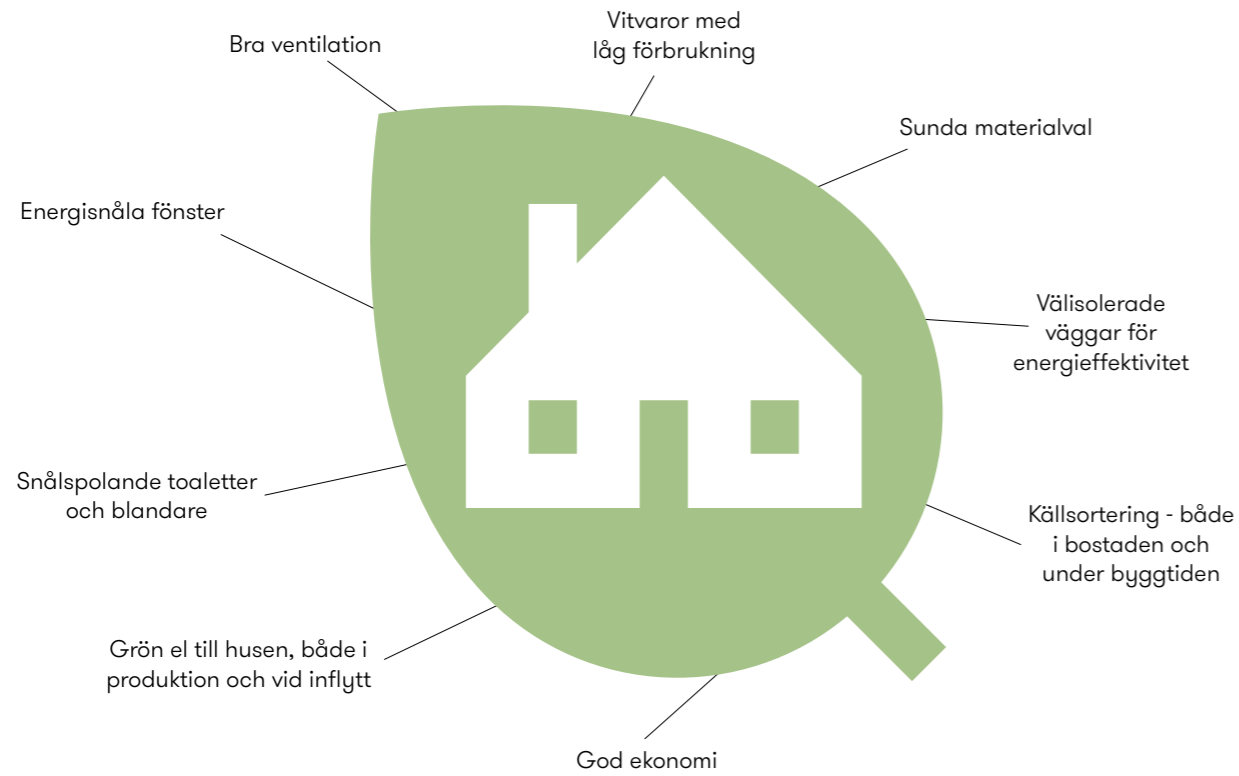 Bra ventilation
Vitvaror med
låg förbrukning
Sunda materialval
Energisnåla fönster
Välisolerade
väggar för
energieffektivitet
Snålspolande toaletter
och blandare
Källsortering - både
i bostaden och
under byggtiden
Grön el till husen, både i
produktion och vid inflytt
God ekonomi